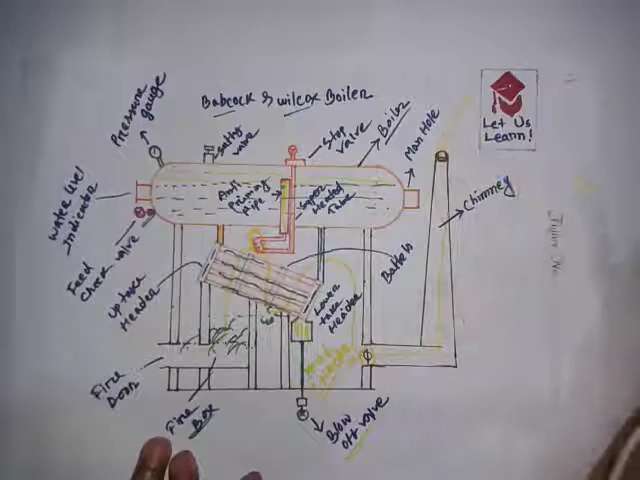 Babcock & wilcox Boiler
Let Us
Learn!
Pressure
gauge
Safty
valve
Stop
valve
Boiler
Man Hole
water level
Indicator
Anti
Priming
Pipe
Super
Heated
Tube
Chimney
Feed
check valve
Up take
Header
Baffels
Lower
take
Header
Fire
Door
Fire
Box
Blow
off valve